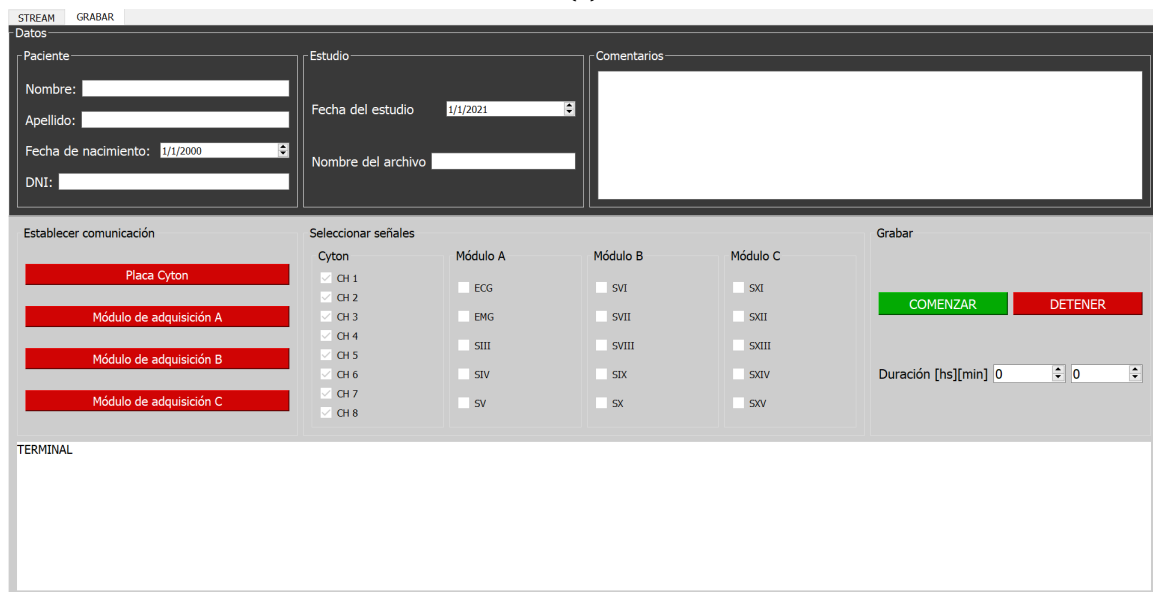 STREAM GRABAR
Datos
Paciente
Nombre:
Apellido:
Fecha de nacimiento: 1/1/2000
DNI:
Estudio
Fecha del estudio 1/1/2021
Nombre del archivo
Comentarios
Establecer comunicación
Placa Cyton
Módulo de adquisición A
Módulo de adquisición B
Módulo de adquisición C
Seleccionar señales
Cyton
CH 1
CH 2
CH 3
CH 4
CH 5
CH 6
CH 7
CH 8
Módulo A
ECG
EMG
SIII
SIV
SV
Módulo B
SVI
SVII
SVIII
SIX
SX
Módulo C
SXI
SXII
SXIII
SXIV
SXV
Grabar
COMENZAR DETENER
Duración [hs][min] 0 0
TERMINAL